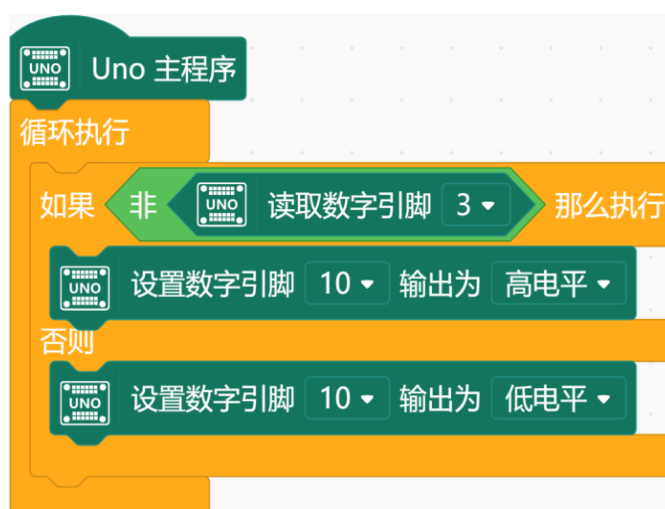 UNO Uno 主程序
循环执行
如果 非 UNO 读取数字引脚 3 那么执行
UNO 设置数字引脚 10 输出为 高电平
否则
UNO 设置数字引脚 10 输出为 低电平